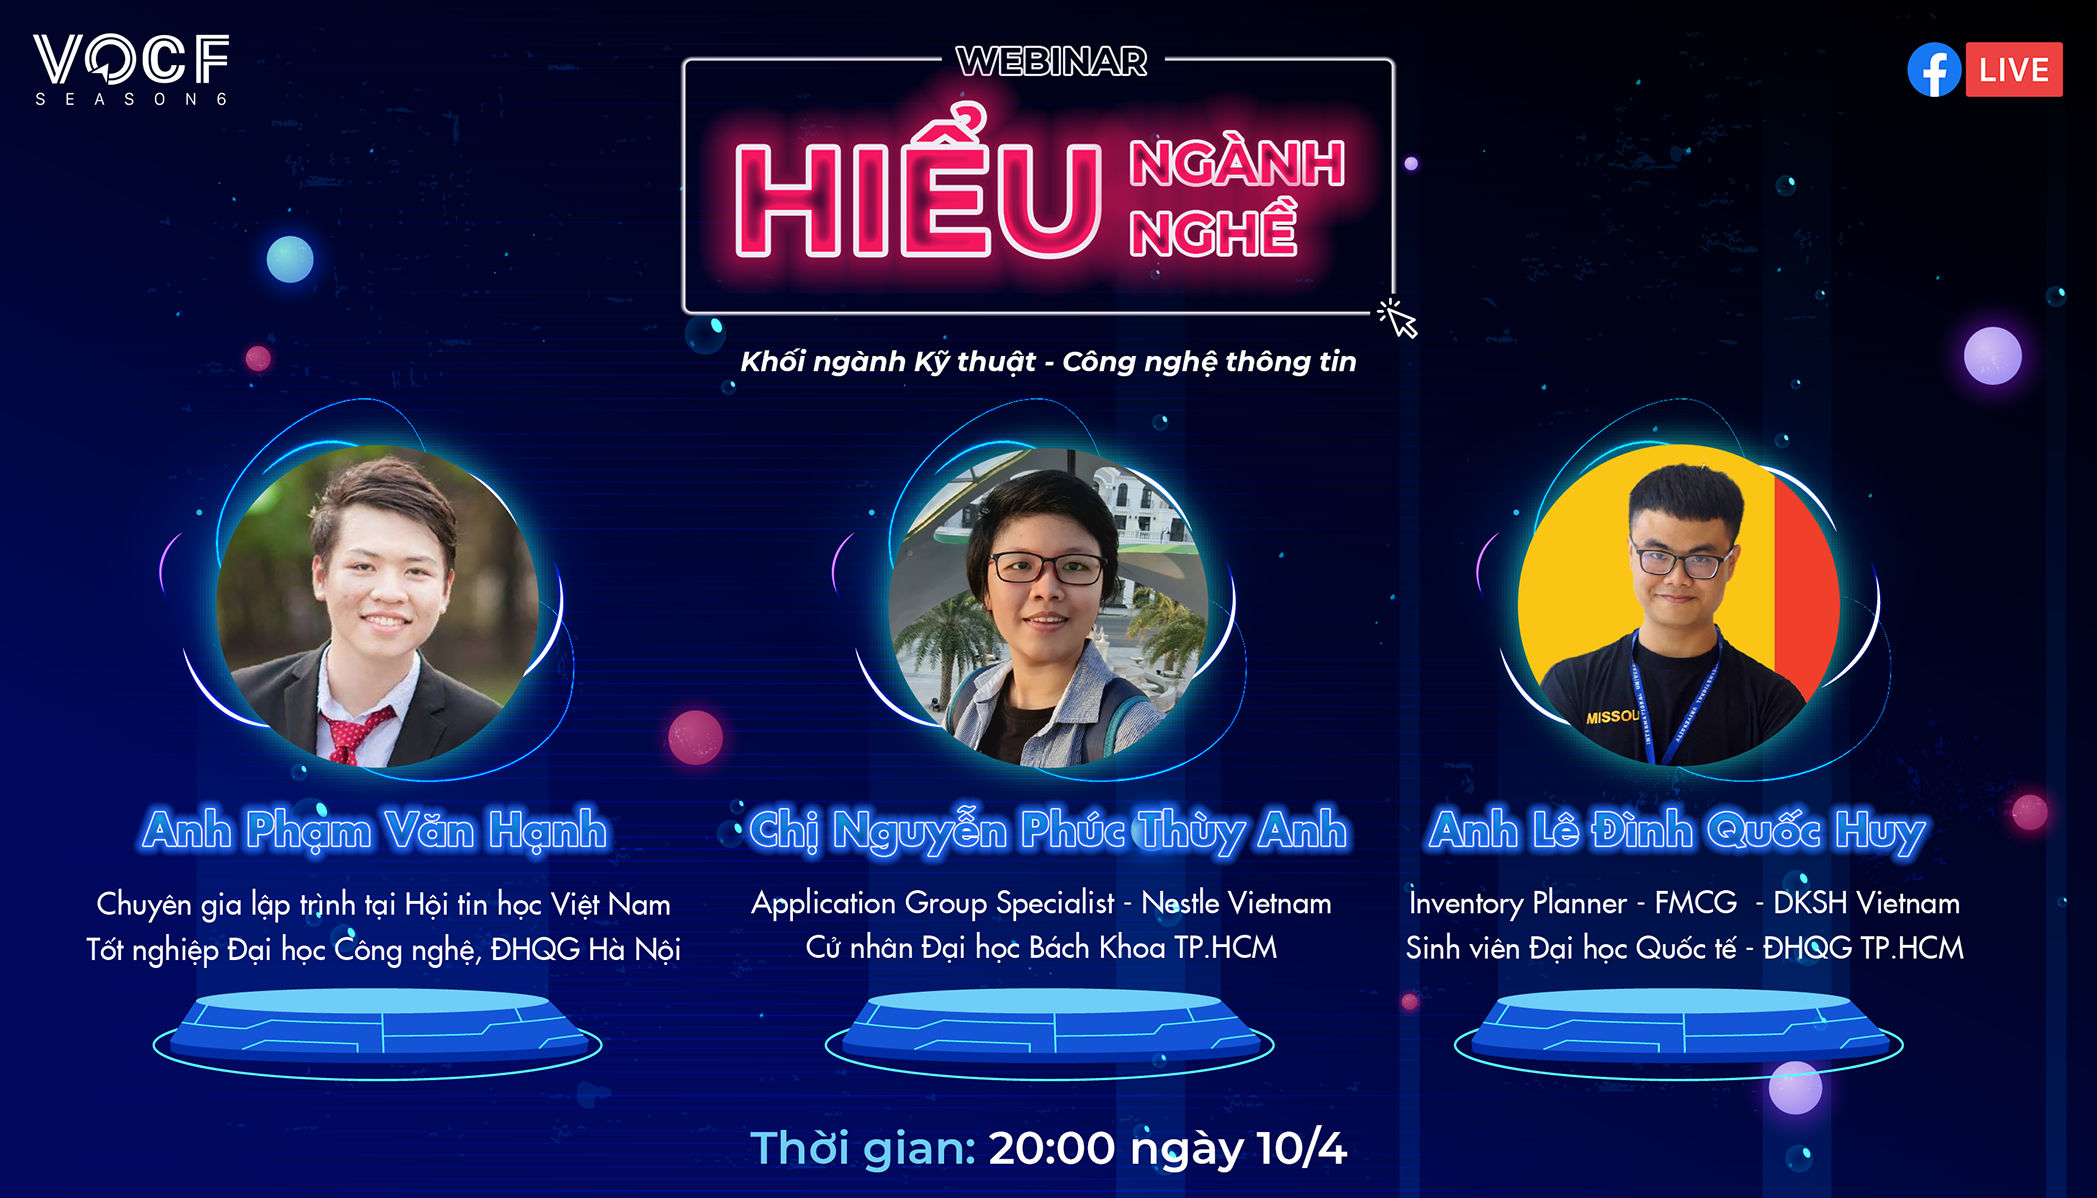 VOCF
SEASON 6
LIVE
WEBINAR
HIỂU NGÀNH
NGHỀ
Khối ngành Kỹ thuật - Công nghệ thông tin
MISSOU
INTERNATIONAL UNIVERSITY
Anh Phạm Văn Hạnh
Chuyên gia lập trình tại Hội tin học Việt Nam
Tốt nghiệp Đại học Công nghệ, ĐHQG Hà Nội
Chị Nguyễn Phúc Thùy Anh
Application Group Specialist - Nestle Vietnam
Cử nhân Đại học Bách Khoa TP.HCM
Anh Lê Đình Quốc Huy
Inventory Planner - FMCG - DKSH Vietnam
Sinh viên Đại học Quốc tế - ĐHQG TP.HCM
Thời gian: 20:00 ngày 10/4